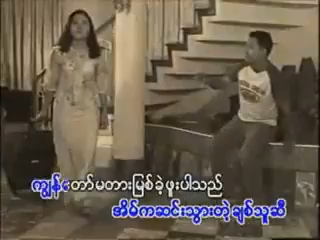 ကျွန်တော်မတားမြစ်ခဲ့ဖူးပါသည်
အိမ်ကဆင်းသွားတဲ့ချစ်သူဆီ